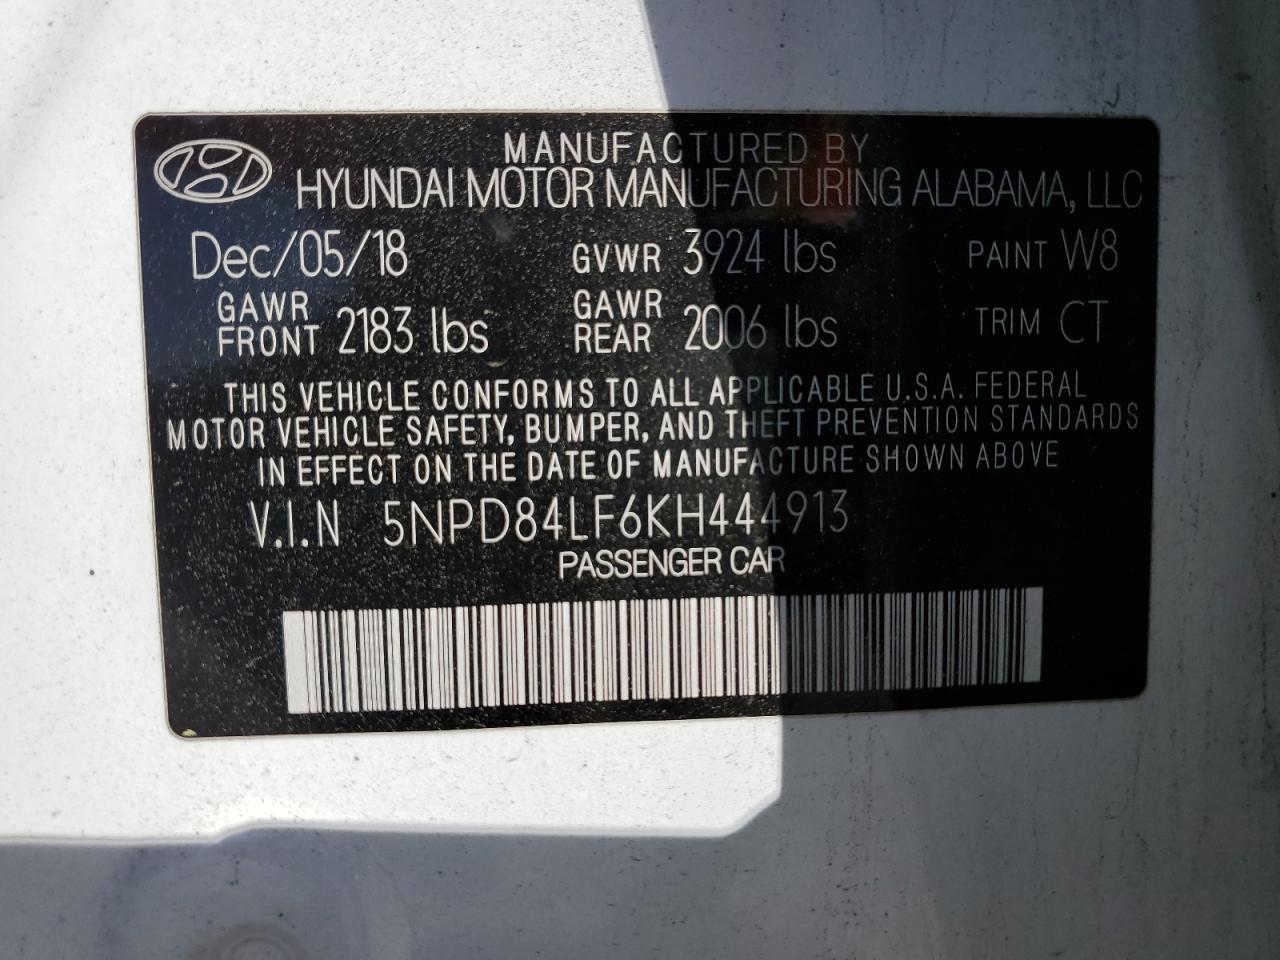 MANUFACTURED BY
HYUNDAI MOTOR MANUFACTURING ALABAMA, LLC
Dec/05/18 GVWR 3924 lbs PAINT W8
GAWR FRONT 2183 lbs GAWR REAR 2006 lbs TRIM CT
THIS VEHICLE CONFORMS TO ALL APPLICABLE U.S.A. FEDERAL
MOTOR VEHICLE SAFETY, BUMPER, AND THEFT PREVENTION STANDARDS
IN EFFECT ON THE DATE OF MANUFACTURE SHOWN ABOVE
V.I.N 5NPD84LF6KH444913
PASSENGER CAR